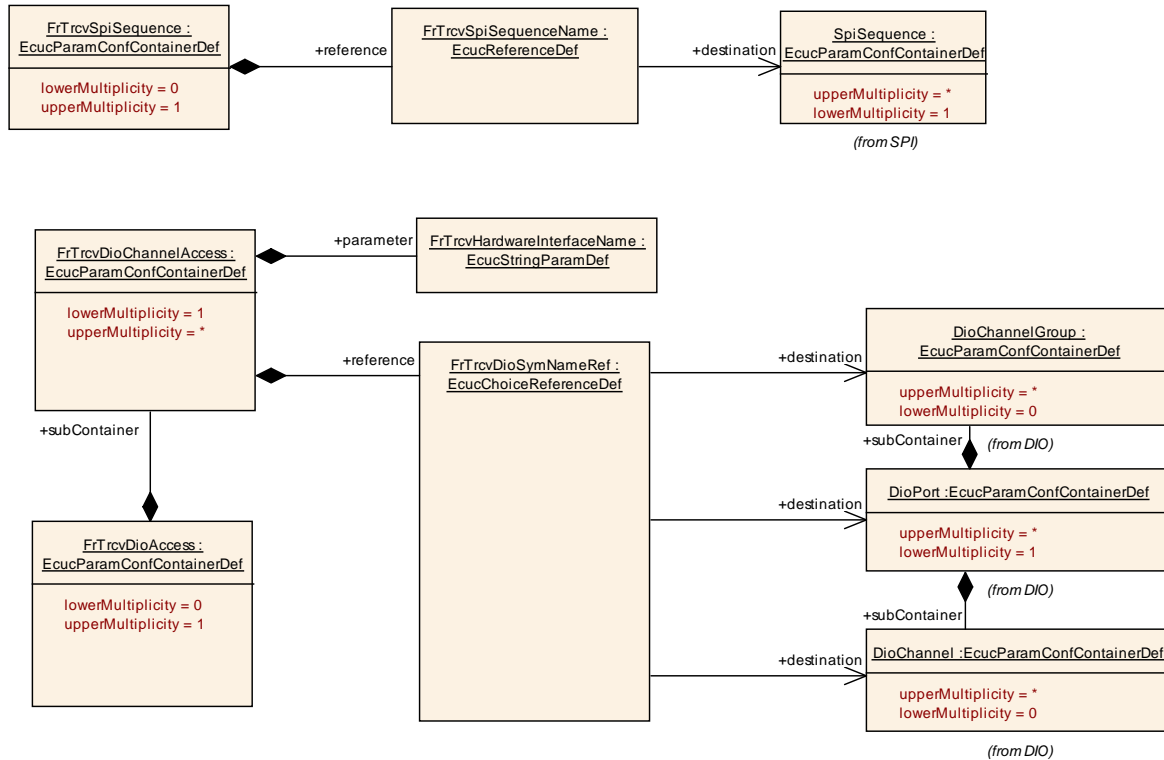 FrTrcvSpiSequence :
EcucParamConfContainerDef
lowerMultiplicity = 0
upperMultiplicity = 1
+reference
FrTrcvSpiSequenceName :
EcucReferenceDef
+destination
SpiSequence :
EcucParamConfContainerDef
upperMultiplicity = *
lowerMultiplicity = 1
(from SPI)
FrTrcvDioChannelAccess :
EcucParamConfContainerDef
lowerMultiplicity = 1
upperMultiplicity = *
+parameter
FrTrcvHardwareInterfaceName :
EcucStringParamDef
+reference
FrTrcvDioSymNameRef :
EcucChoiceReferenceDef
+destination
DioChannelGroup :
EcucParamConfContainerDef
upperMultiplicity = *
lowerMultiplicity = 0
+subContainer
(from DIO)
+subContainer
FrTrcvDioAccess :
EcucParamConfContainerDef
lowerMultiplicity = 0
upperMultiplicity = 1
+destination
DioPort :EcucParamConfContainerDef
upperMultiplicity = *
lowerMultiplicity = 1
(from DIO)
+subContainer
+destination
DioChannel :EcucParamConfContainerDef
upperMultiplicity = *
lowerMultiplicity = 0
(from DIO)